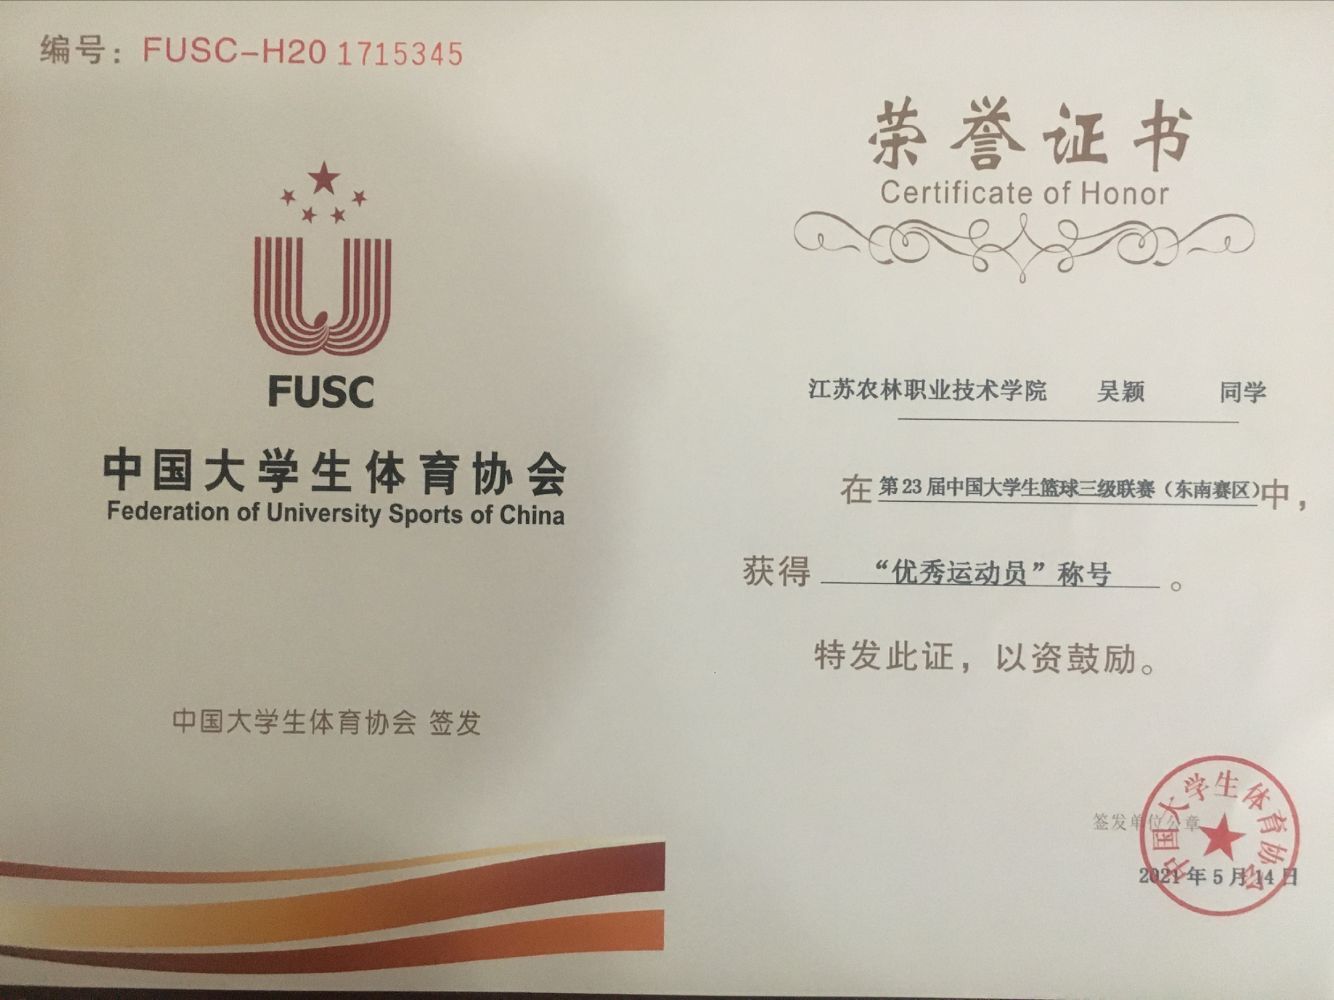 编号：FUSC-H20 1715345
FUSC
中国大学生体育协会
Federation of University Sports of China
中国大学生体育协会 签发
荣誉证书
Certificate of Honor
江苏农林职业技术学院 吴颖 同学
在第23届中国大学生篮球三级联赛（东南赛区）中，
获得“优秀运动员”称号。
特发此证，以资鼓励。
中国大学生体育协会
签发单位公章
2021年5月14日